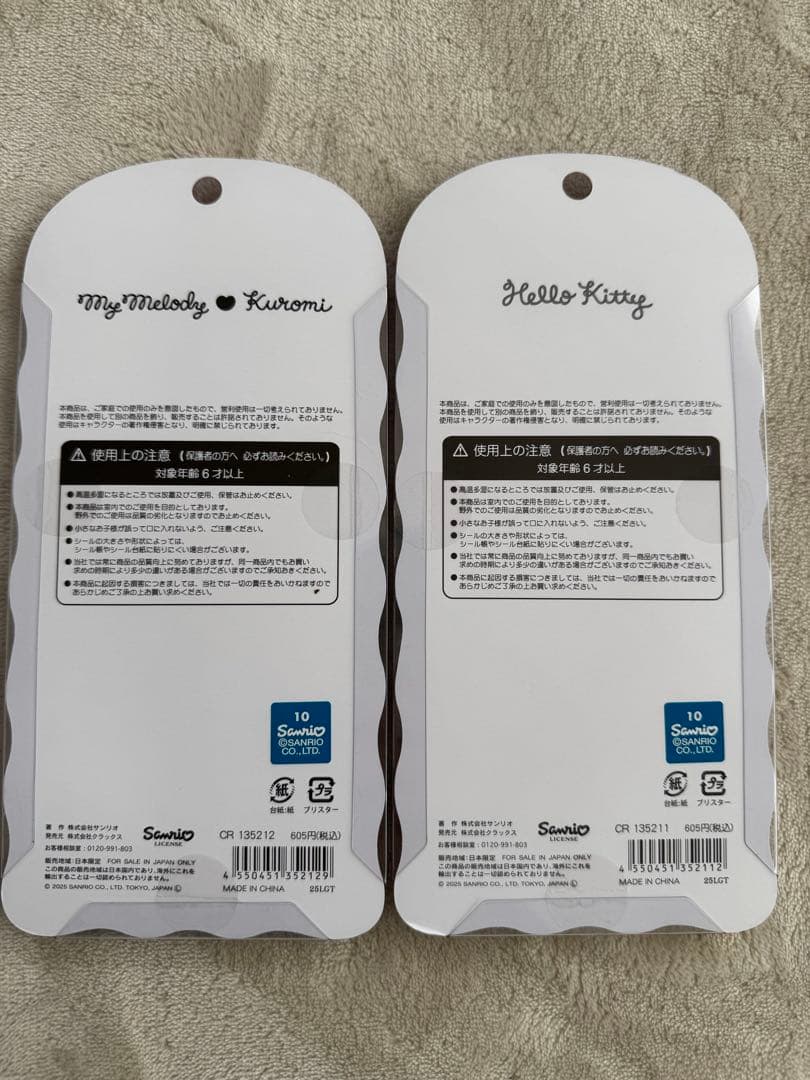 My Melody ♥ Kuromi
本商品は、ご家庭での使用のみを意図したもので、営利使用は一切考えられておりません。
本商品を使用して別の商品を飾り、販売することは許諾されておりません。そのような
使用はキャラクターの著作権侵害となり、明確に禁じられております。
⚠ 使用上の注意 【保護者の方へ 必ずお読みください。】
対象年齢6才以上
●高温多湿になるところでは放置及びご使用、保管はお止めください。
●本商品は室内でのご使用を目的としております。
野外でのご使用は品質の劣化となりますのでお止めください。
●小さなお子様が誤って口に入れないよう、ご注意ください。
●シールの大きさや形状によっては、
シール帳やシール台紙に貼りにくい場合がございます。
●当社では常に商品の品質向上に努めておりますが、同一商品内でもお買い
求めの時期により多少の違いがある場合がございますのでご承知おきください。
●本商品に起因する損害につきましては、当社では一切の責任をおいかねますので
あらかじめご了承の上お買い求めください。
10
Sanrio
©SANRIO
CO.,LTD.
紙
台紙:紙
プラ
ブリスター
著 作 株式会社サンリオ
発売元 株式会社クラックス
お客様相談室:0120-991-803
Sanrio
LICENSE
CR 135212 605円(税込)
販売地域:日本限定 FOR SALE IN JAPAN ONLY
この商品の販売地域は日本国内であり、海外にこれを
輸出することは一切認められておりません。
© 2025 SANRIO CO., LTD. TOKYO, JAPAN Ⓛ
4 550451 352129
MADE IN CHINA 25LGT
Hello Kitty
本商品は、ご家庭での使用のみを意図したもので、営利使用は一切考えられておりません。
本商品を使用して別の商品を飾り、販売することは許諾されておりません。そのような
使用はキャラクターの著作権侵害となり、明確に禁じられております。
⚠ 使用上の注意 【保護者の方へ 必ずお読みください。】
対象年齢6才以上
●高温多湿になるところでは放置及びご使用、保管はお止めください。
●本商品は室内でのご使用を目的としております。
野外でのご使用は品質の劣化となりますのでお止めください。
●小さなお子様が誤って口に入れないよう、ご注意ください。
●シールの大きさや形状によっては、
シール帳やシール台紙に貼りにくい場合がございます。
●当社では常に商品の品質向上に努めておりますが、同一商品内でもお買い
求めの時期により多少の違いがある場合がございますのでご承知おきください。
●本商品に起因する損害につきましては、当社では一切の責任をおいかねますので
あらかじめご了承の上お買い求めください。
10
Sanrio
©SANRIO
CO.,LTD.
紙
台紙:紙
プラ
ブリスター
著 作 株式会社サンリオ
発売元 株式会社クラックス
お客様相談室:0120-991-803
Sanrio
LICENSE
CR 135211 605円(税込)
販売地域:日本限定 FOR SALE IN JAPAN ONLY
この商品の販売地域は日本国内であり、海外にこれを
輸出することは一切認められておりません。
© 2025 SANRIO CO., LTD. TOKYO, JAPAN Ⓛ
4 550451 352112
MADE IN CHINA 25LGT